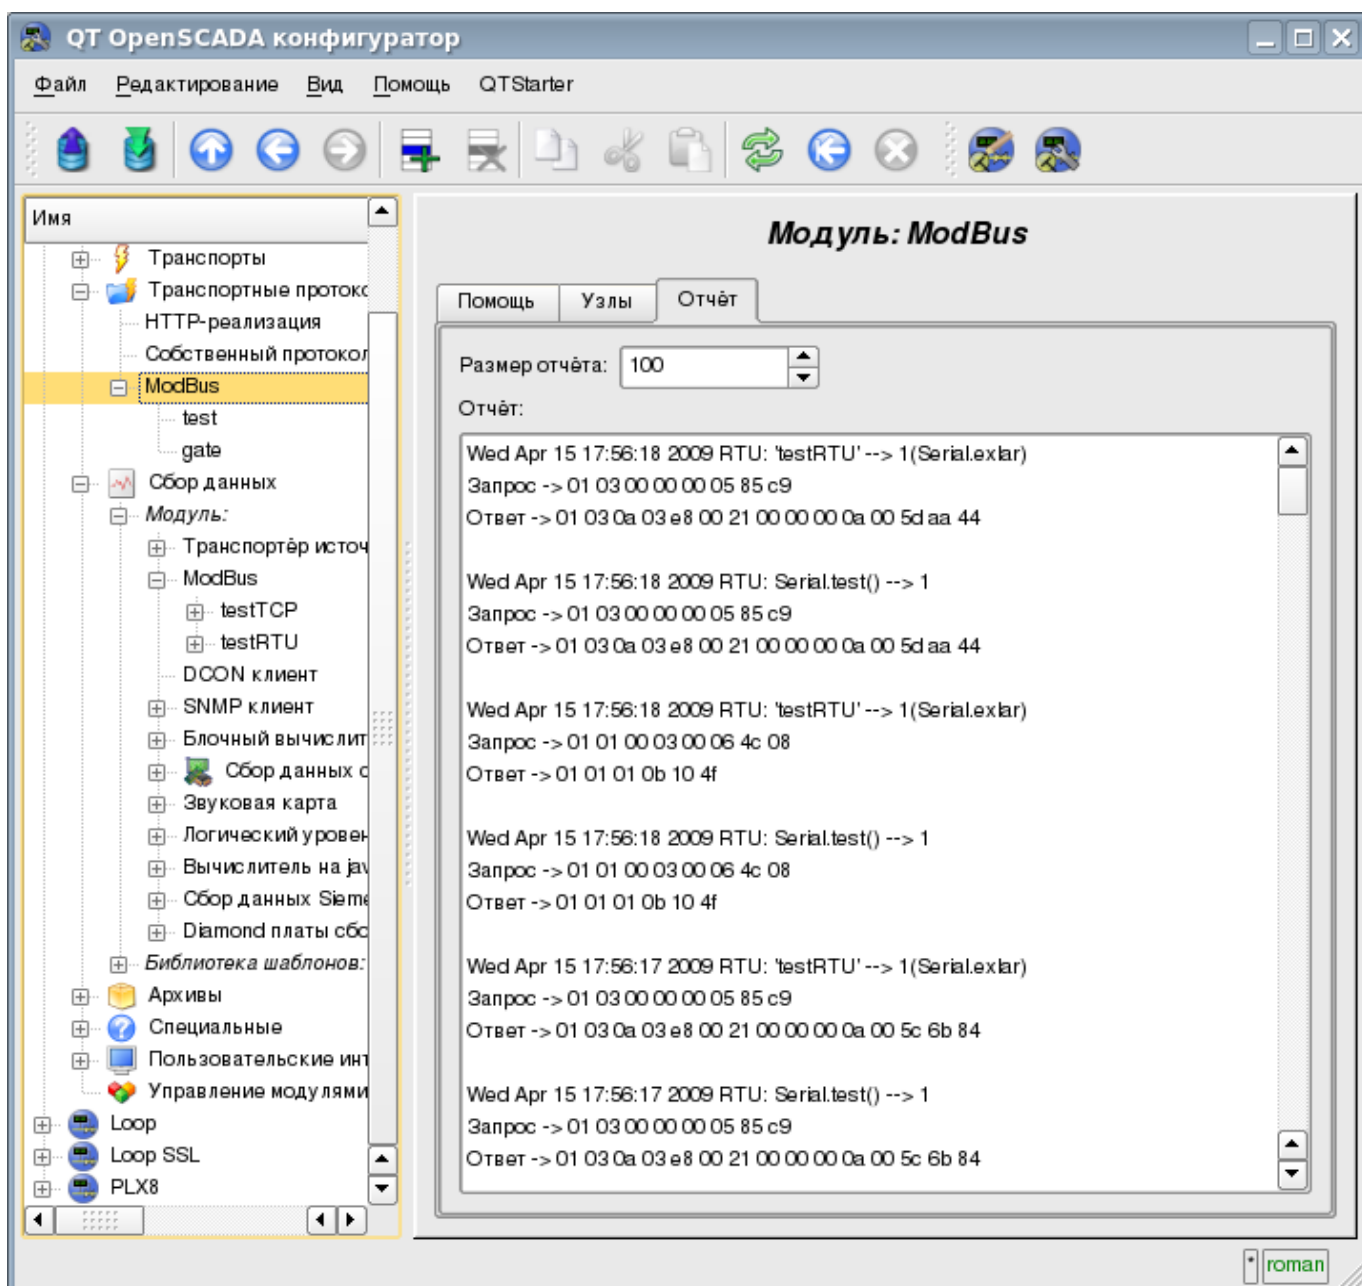 QT OpenSCADA конфигуратор
Файл Редактирование Вид Помощь QTStarter
Имя
Транспорты
Транспортные протокс
HTTP-реализация
Собственный протокол
ModBus
test
gate
Сбор данных
Модуль:
Транспортёр источ
ModBus
testTCP
testRTU
DCON клиент
SNMP клиент
Блочный вычислит
Сбор данных с
Звуковая карта
Логический уровен
Вычислитель на jav
Сбор данных Sieme
Diamond платы сбо
Библиотека шаблонов:
Архивы
Специальные
Пользовательские инт
Управление модулями
Loop
Loop SSL
PLX8
Модуль: ModBus
Помощь Узлы Отчёт
Размер отчёта: 100
Отчёт:
Wed Apr 15 17:56:18 2009 RTU: 'testRTU' --> 1(Serial.exlar)
Запрос -> 01 03 00 00 00 05 85 c9
Ответ -> 01 03 0a 03 e8 00 21 00 00 00 0a 00 5d aa 44
Wed Apr 15 17:56:18 2009 RTU: Serial.test() --> 1
Запрос -> 01 03 00 00 00 05 85 c9
Ответ -> 01 03 0a 03 e8 00 21 00 00 00 0a 00 5d aa 44
Wed Apr 15 17:56:18 2009 RTU: 'testRTU' --> 1(Serial.exlar)
Запрос -> 01 01 00 03 00 06 4c 08
Ответ -> 01 01 01 0b 10 4f
Wed Apr 15 17:56:18 2009 RTU: Serial.test() --> 1
Запрос -> 01 01 00 03 00 06 4c 08
Ответ -> 01 01 01 0b 10 4f
Wed Apr 15 17:56:17 2009 RTU: 'testRTU' --> 1(Serial.exlar)
Запрос -> 01 03 00 00 00 05 85 c9
Ответ -> 01 03 0a 03 e8 00 21 00 00 00 0a 00 5c 6b 84
Wed Apr 15 17:56:17 2009 RTU: Serial.test() --> 1
Запрос -> 01 03 00 00 00 05 85 c9
Ответ -> 01 03 0a 03 e8 00 21 00 00 00 0a 00 5c 6b 84
* roman